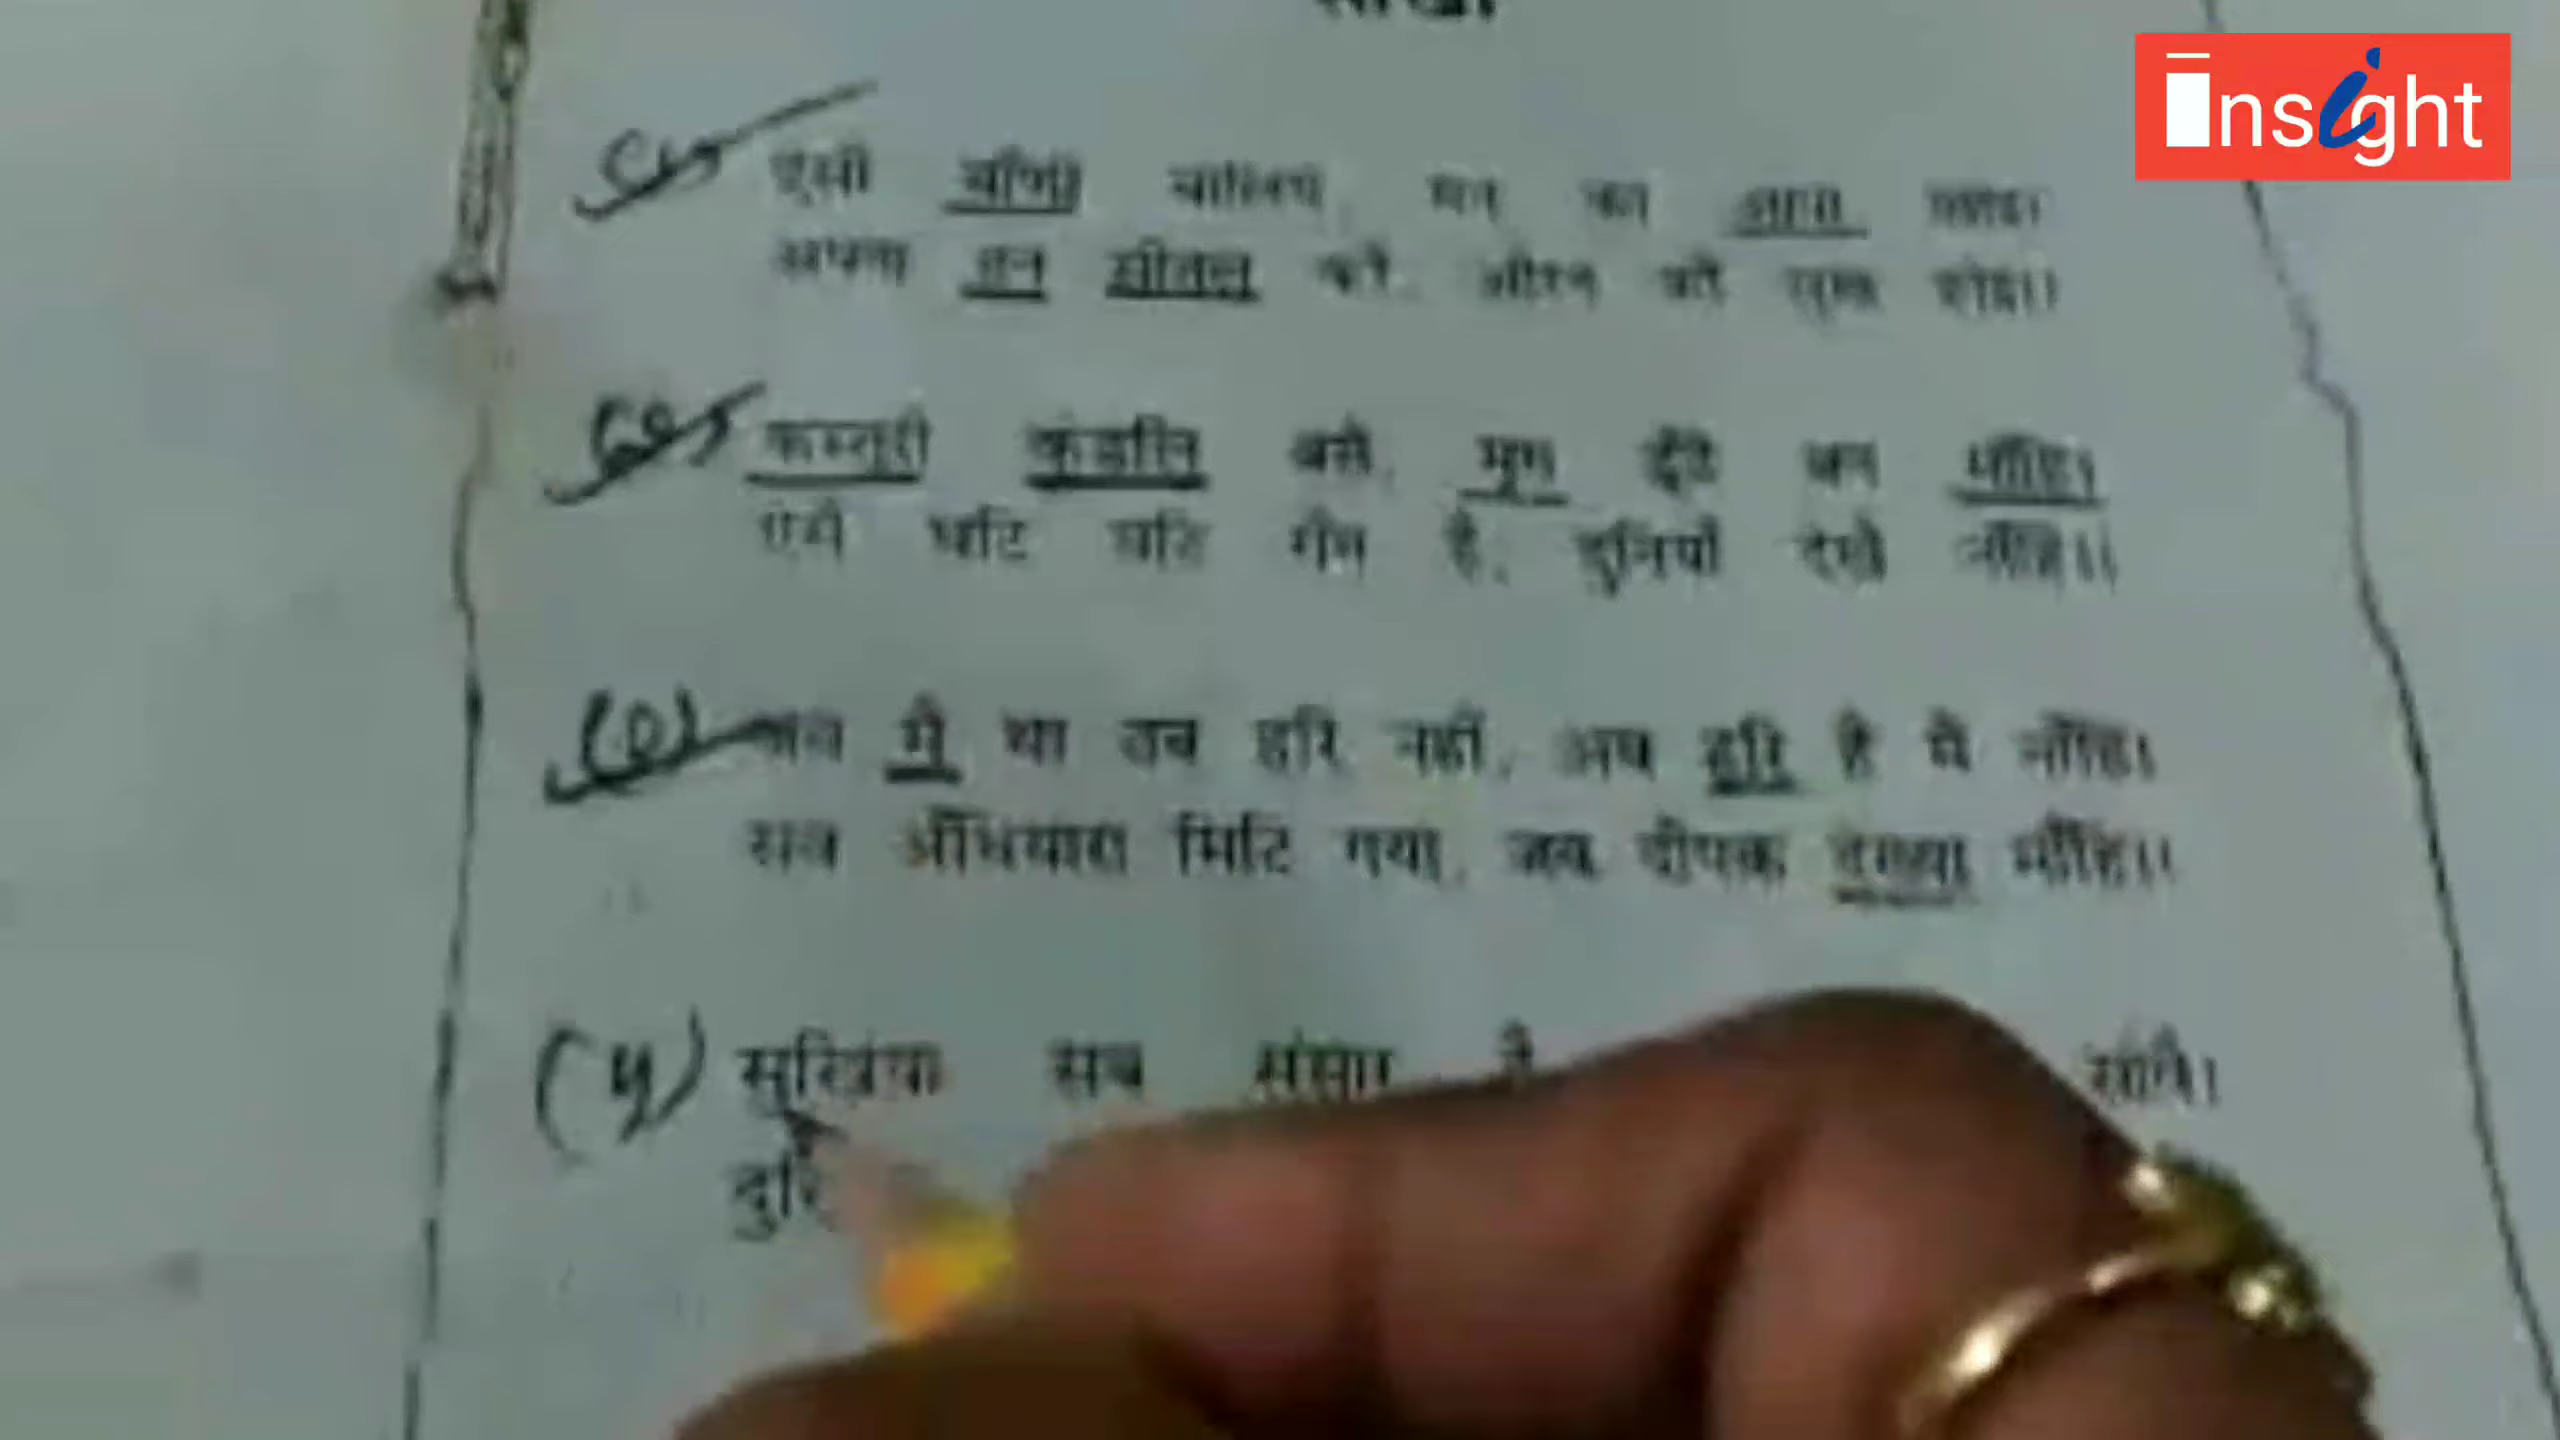 साखी
Insight
ऐसी बाँणी बोलिये, मन का आपा खोइ।
अपना तन सीतल करै, औरन कौं सुख होइ।।
कस्तूरी कुंडलि बसै, मृग ढूँढै बन माँहि।
ऐसैं घटि घटि राँम है, दुनियाँ देखै नाँहिं।।
जब मैं था तब हरि नहीं, अब हरि हैं मैं नाँहि।
सब अँधियारा मिटि गया, जब दीपक देख्या माँहि।।
(4) सुखिया सब संसार है